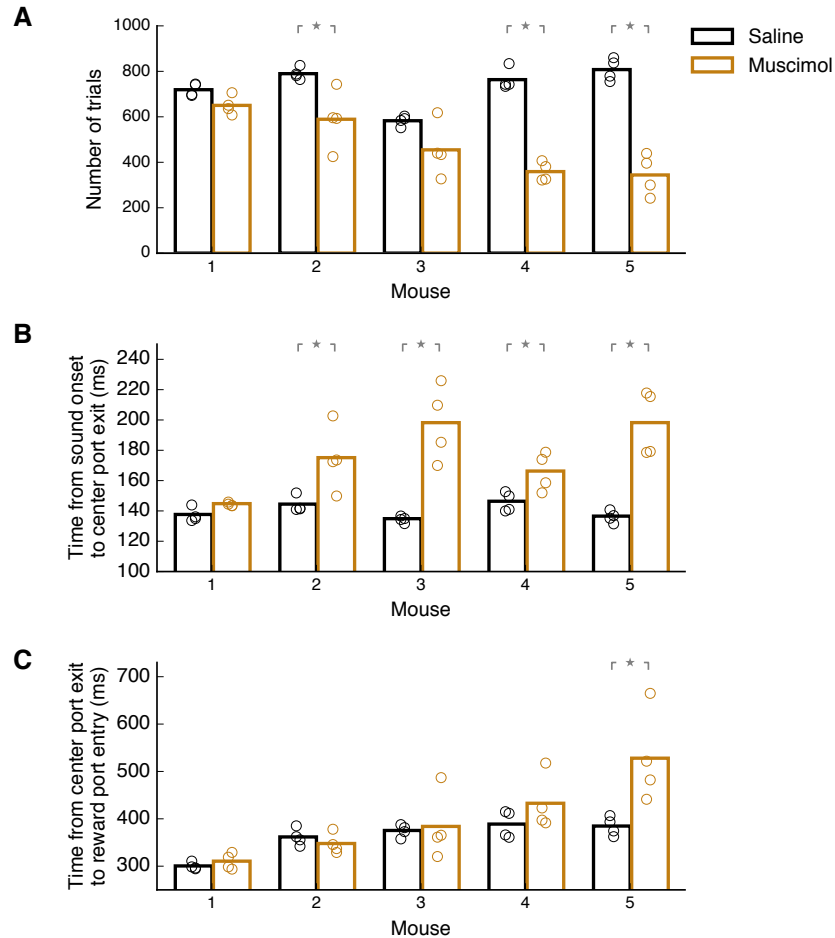 A
1000
800
600
400
200
0
Number of trials
★
★
★
Saline
Muscimol
1 2 3 4 5
Mouse
B
240
220
200
180
160
140
120
100
Time from sound onset
to center port exit (ms)
★ ★ ★ ★
1 2 3 4 5
Mouse
C
700
600
500
400
300
Time from center port exit
to reward port entry (ms)
★
1 2 3 4 5
Mouse